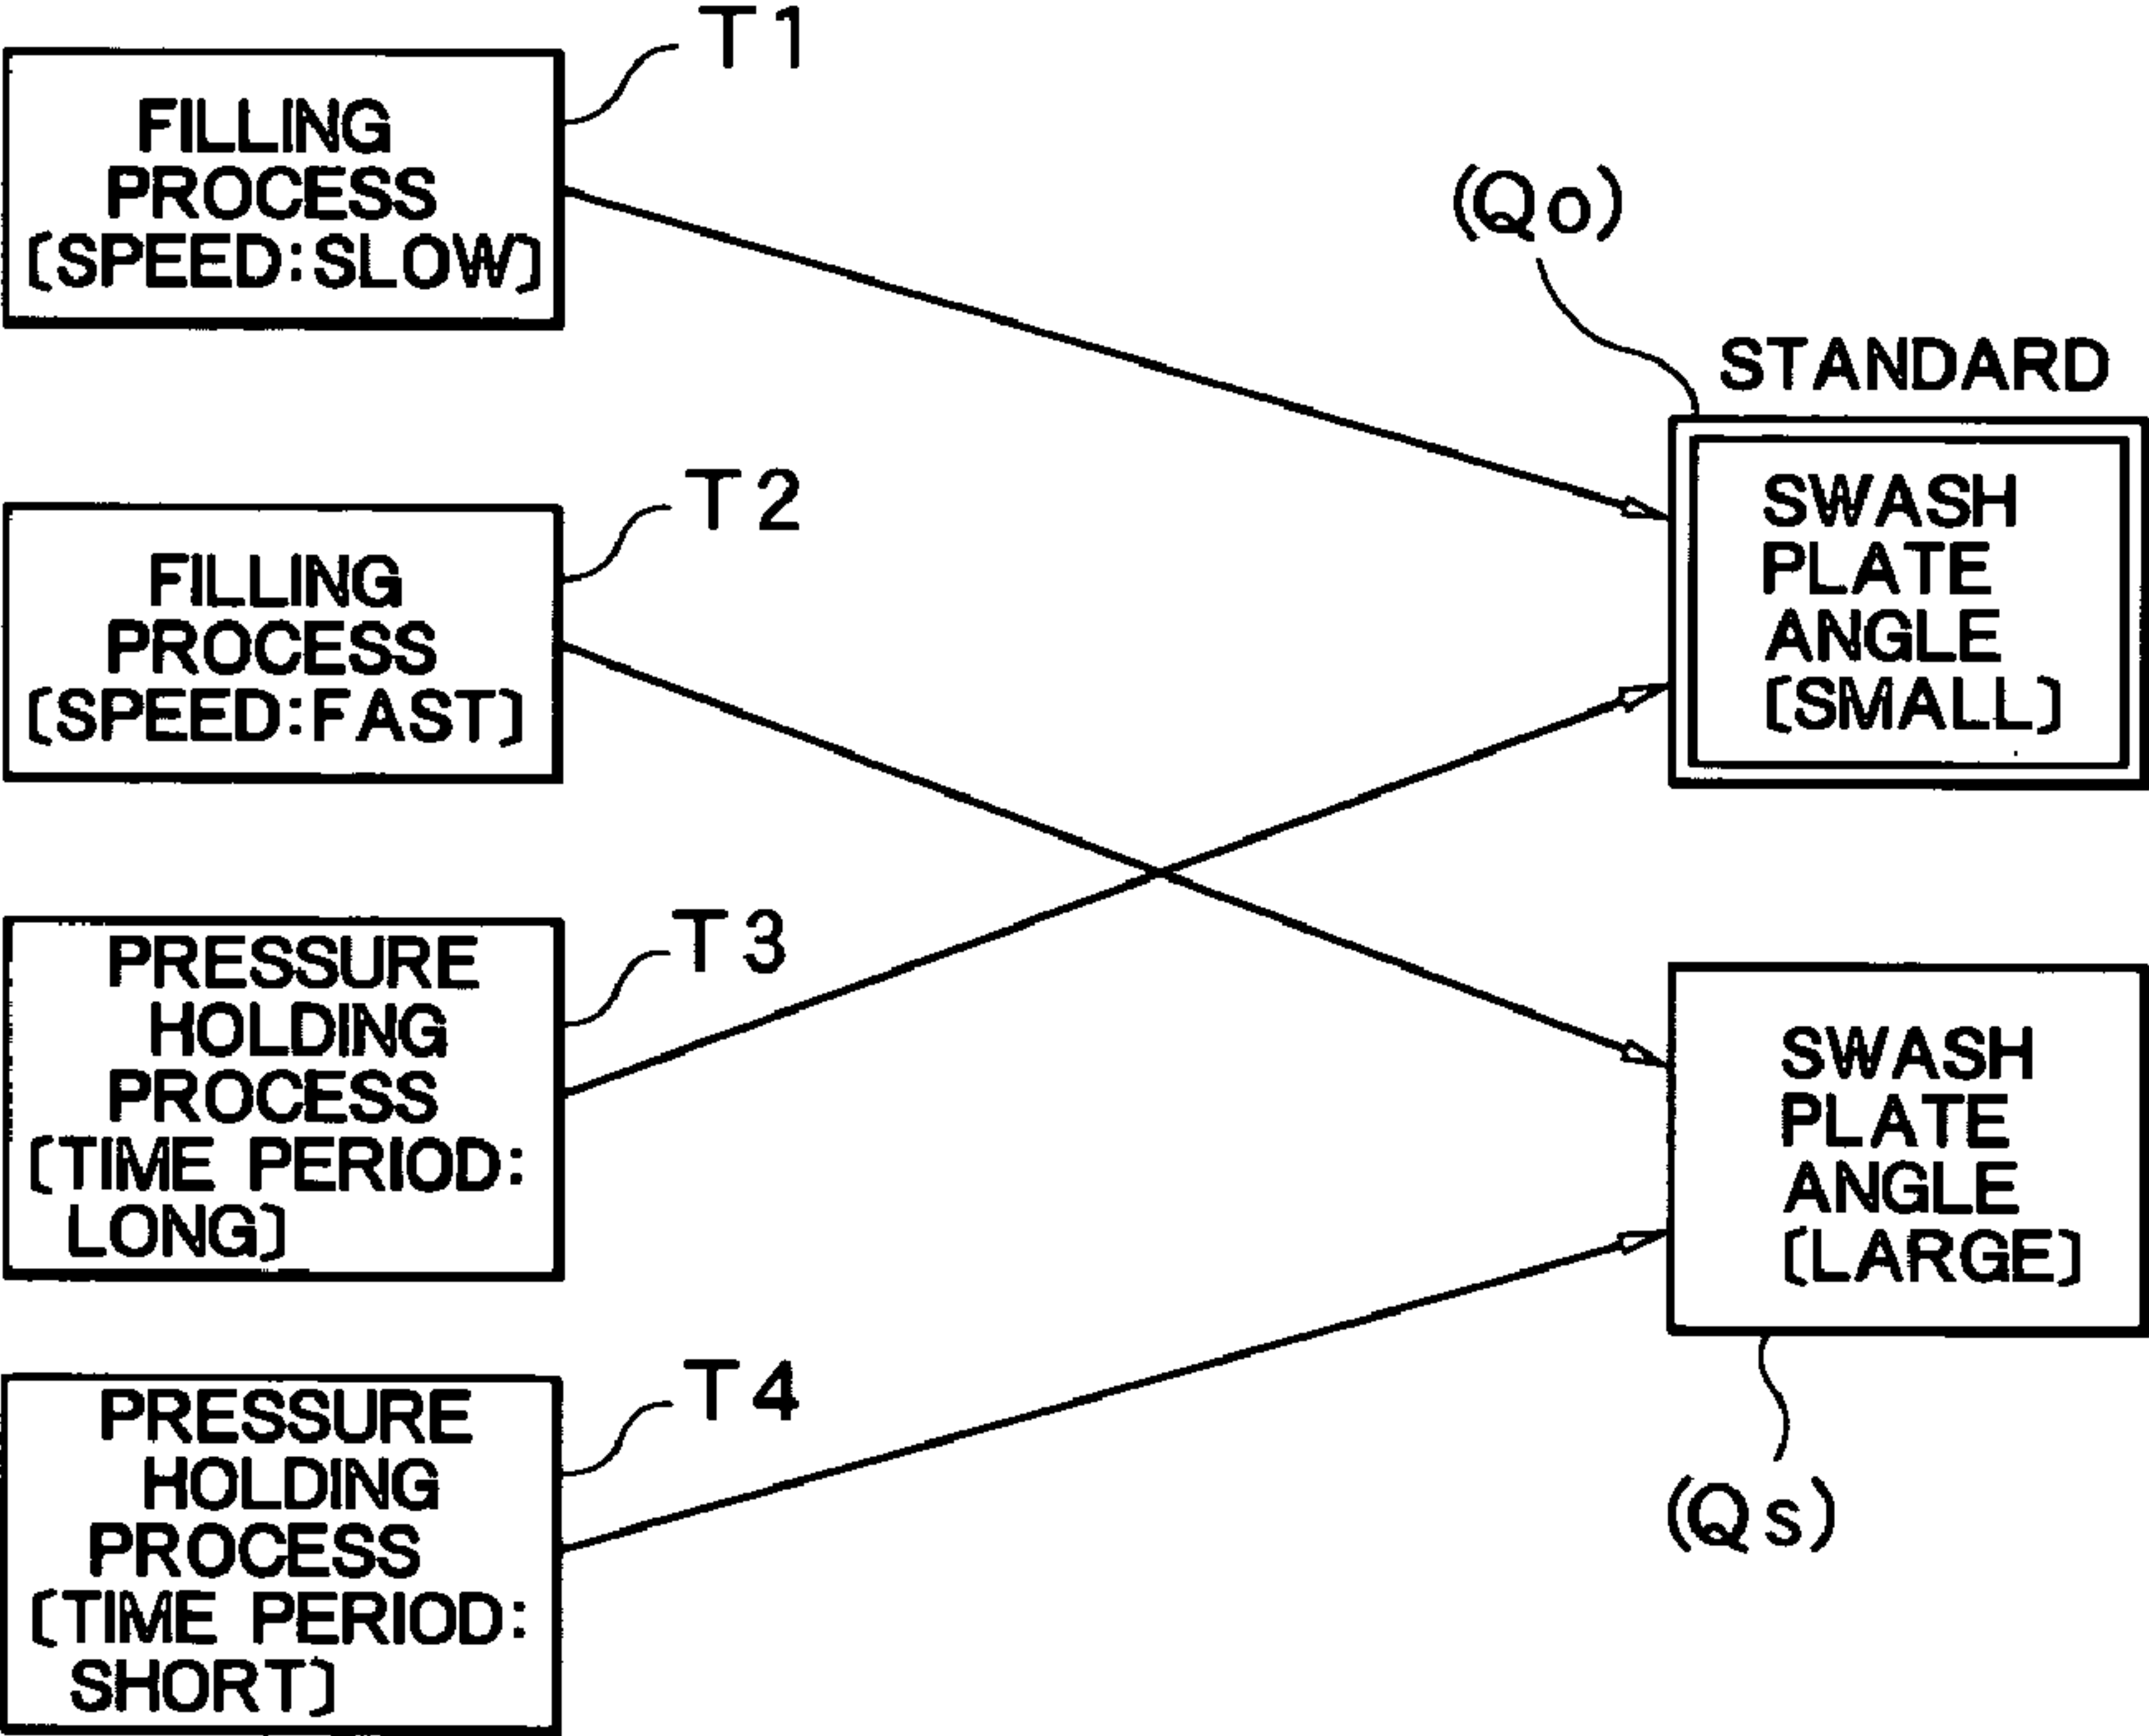 T1
FILLING
PROCESS
[SPEED:SLOW]
(Qo)
STANDARD
SWASH
PLATE
ANGLE
[SMALL]
T2
FILLING
PROCESS
[SPEED:FAST]
T3
PRESSURE
HOLDING
PROCESS
[TIME PERIOD:
LONG]
SWASH
PLATE
ANGLE
[LARGE]
(Qs)
T4
PRESSURE
HOLDING
PROCESS
[TIME PERIOD:
SHORT]